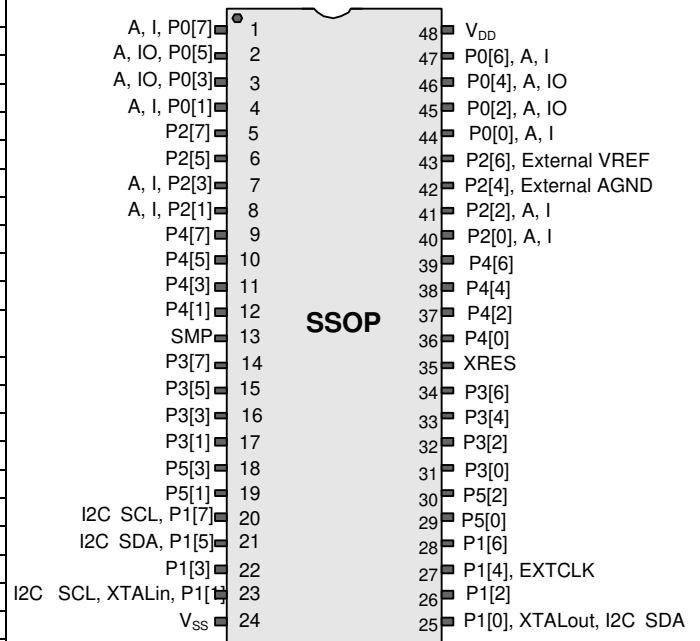 A, I, P0[7] 1 48 VDD
A, IO, P0[5] 2 47 P0[6], A, I
A, IO, P0[3] 3 46 P0[4], A, IO
A, I, P0[1] 4 45 P0[2], A, IO
P2[7] 5 44 P0[0], A, I
P2[5] 6 43 P2[6], External VREF
A, I, P2[3] 7 42 P2[4], External AGND
A, I, P2[1] 8 41 P2[2], A, I
P4[7] 9 40 P2[0], A, I
P4[5] 10 39 P4[6]
P4[3] 11 38 P4[4]
P4[1] 12 37 P4[2]
SSOP
SMP 13 36 P4[0]
P3[7] 14 35 XRES
P3[5] 15 34 P3[6]
P3[3] 16 33 P3[4]
P3[1] 17 32 P3[2]
P5[3] 18 31 P3[0]
P5[1] 19 30 P5[2]
I2C SCL, P1[7] 20 29 P5[0]
I2C SDA, P1[5] 21 28 P1[6]
P1[3] 22 27 P1[4], EXTCLK
I2C SCL, XTALin, P1[1] 23 26 P1[2]
VSS 24 25 P1[0], XTALout, I2C SDA